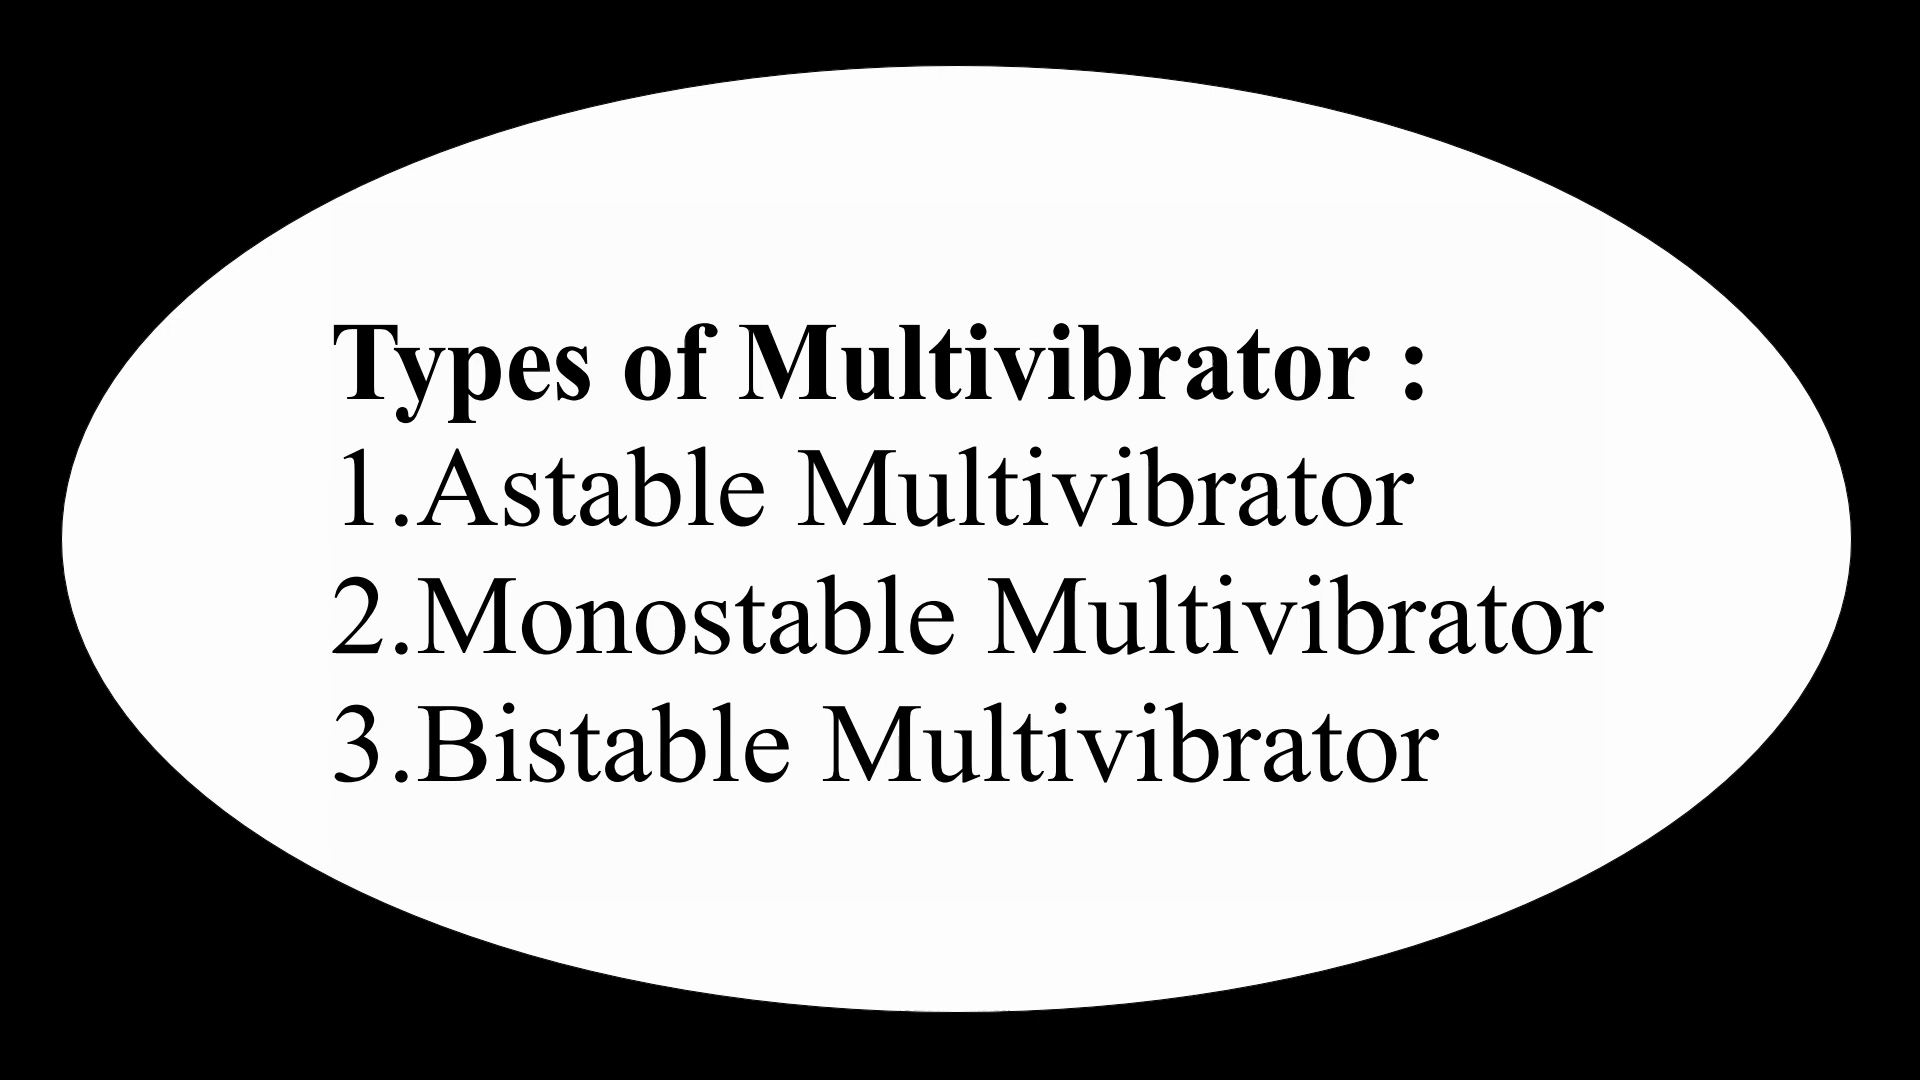 Types of Multivibrator :
1.Astable Multivibrator
2.Monostable Multivibrator
3.Bistable Multivibrator